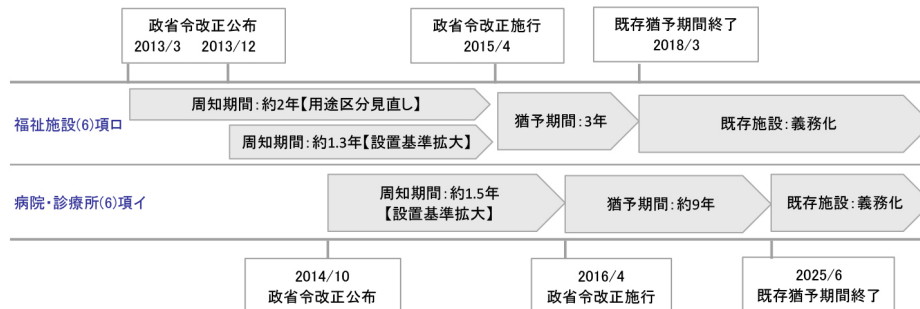 政省令改正公布
2013/3 2013/12
政省令改正施行
2015/4
既存猶予期間終了
2018/3
福祉施設(6)項ロ
周知期間:約2年【用途区分見直し】
周知期間:約1.3年【設置基準拡大】
猶予期間:3年
既存施設:義務化
病院・診療所(6)項イ
周知期間:約1.5年
【設置基準拡大】
猶予期間:約9年
既存施設:義務化
2014/10
政省令改正公布
2016/4
政省令改正施行
2025/6
既存猶予期間終了